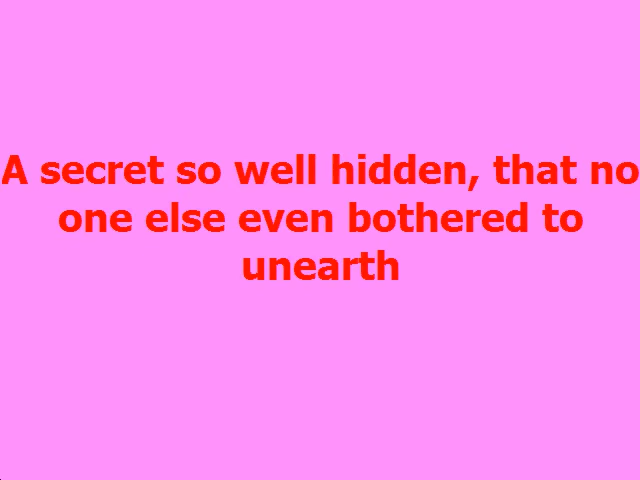 A secret so well hidden, that no
one else even bothered to
unearth